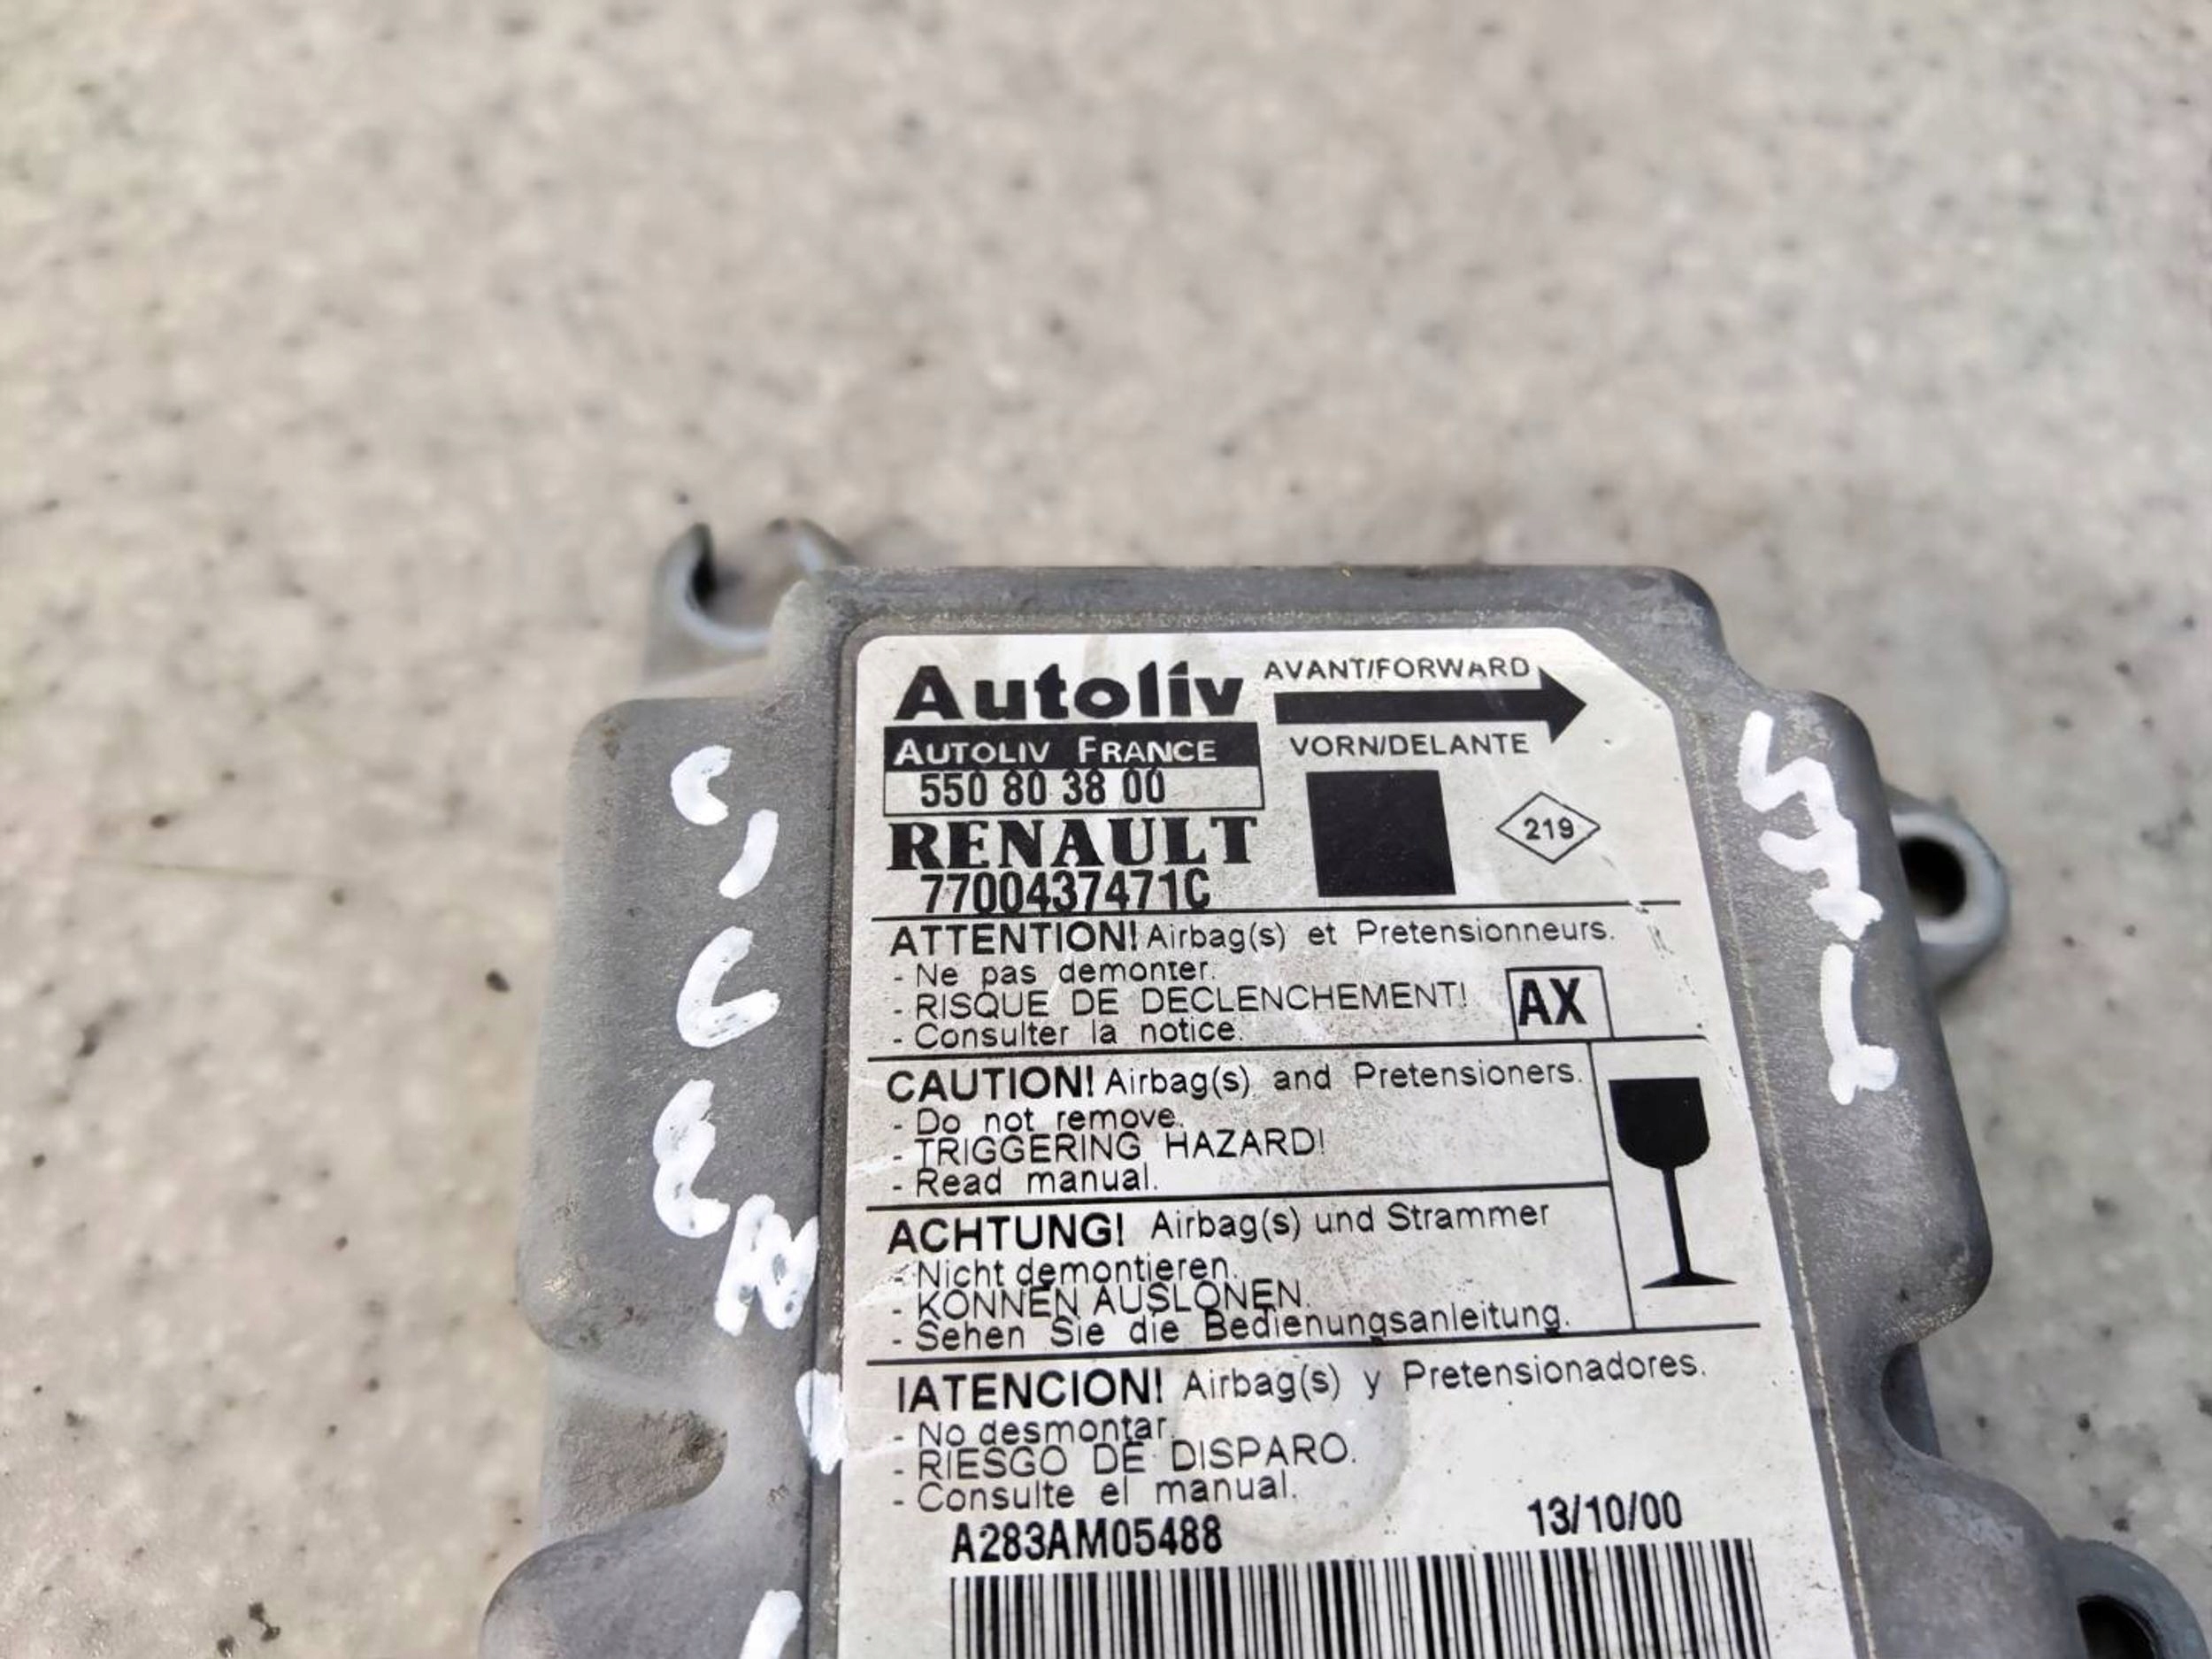 Autoliv
AVANT/FORWARD
AUTOLIV FRANCE
VORN/DELANTE
550 80 38 00
RENAULT
219
7700437471C
ATTENTION! Airbag(s) et Pretensionneurs.
- Ne pas demonter.
- RISQUE DE DECLENCHEMENT!
- Consulter la notice.
AX
CAUTION! Airbag(s) and Pretensioners.
- Do not remove.
- TRIGGERING HAZARD!
- Read manual.
ACHTUNG! Airbag(s) und Strammer
- Nicht demontieren.
- KONNEN AUSLONEN.
- Sehen Sie die Bedienungsanleitung.
¡ATENCION! Airbag(s) y Pretensionadores.
- No desmontar.
- RIESGO DE DISPARO.
- Consulte el manual.
A283AM05488
13/10/00